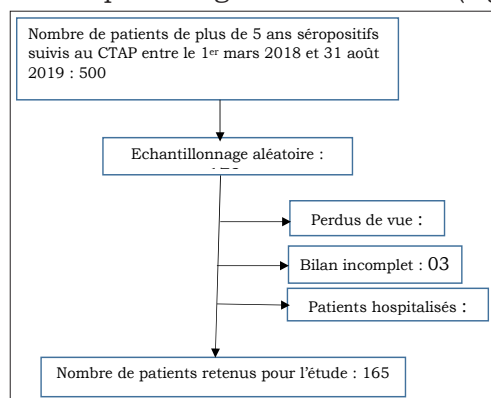 Nombre de patients de plus de 5 ans séropositifs
suivis au CTAP entre le 1er mars 2018 et 31 août
2019 : 500
Echantillonnage aléatoire :
Perdus de vue :
Bilan incomplet : 03
Patients hospitalisés :
Nombre de patients retenus pour l'étude : 165